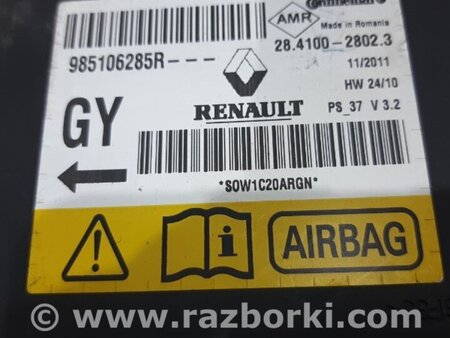 Continental
AMR Made in Romania
28.4100-2802.3
985106285R---
11/2011
HW 24/10
GY
RENAULT
PS_37 V 3.2
*S0W1C20ARGN*
AIRBAG
www.razborki.com